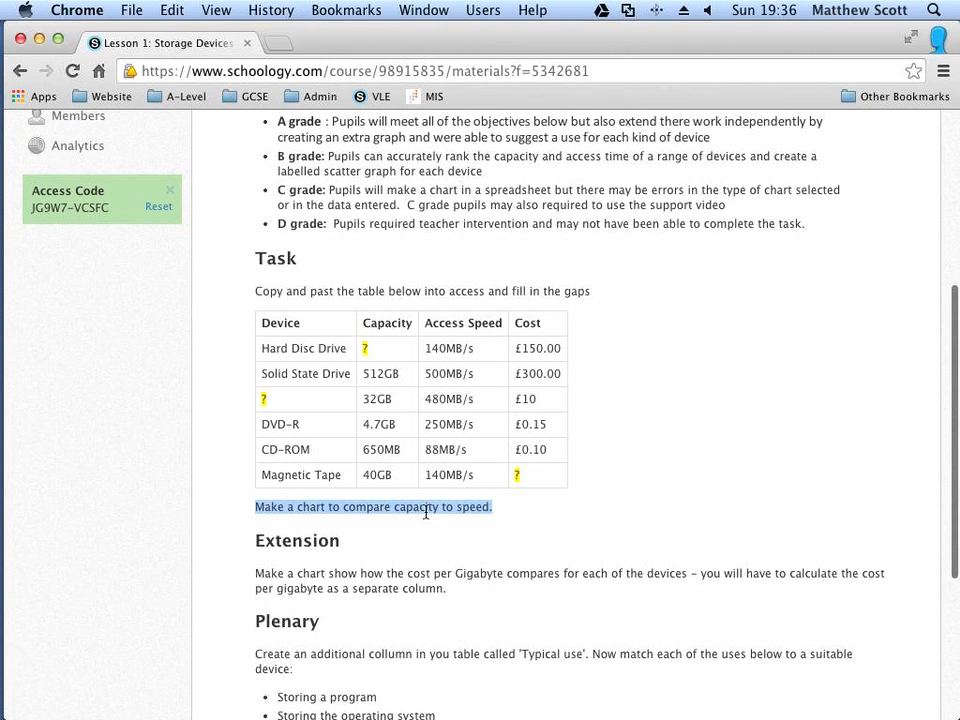 Chrome File Edit View History Bookmarks Window Users Help Sun 19:36 Matthew Scott
Lesson 1: Storage Devices
https://www.schoology.com/course/98915835/materials?f=5342681
Apps Website A-Level GCSE Admin VLE MIS Other Bookmarks
Members
Analytics
Access Code
JG9W7-VCSFC Reset
• A grade : Pupils will meet all of the objectives below but also extend there work independently by
creating an extra graph and were able to suggest a use for each kind of device
• B grade: Pupils can accurately rank the capacity and access time of a range of devices and create a
labelled scatter graph for each device
• C grade: Pupils will make a chart in a spreadsheet but there may be errors in the type of chart selected
or in the data entered. C grade pupils may also required to use the support video
• D grade: Pupils required teacher intervention and may not have been able to complete the task.
Task
Copy and past the table below into access and fill in the gaps
Device Capacity Access Speed Cost
Hard Disc Drive ? 140MB/s £150.00
Solid State Drive 512GB 500MB/s £300.00
? 32GB 480MB/s £10
DVD-R 4.7GB 250MB/s £0.15
CD-ROM 650MB 88MB/s £0.10
Magnetic Tape 40GB 140MB/s ?
Make a chart to compare capacity to speed.
Extension
Make a chart show how the cost per Gigabyte compares for each of the devices – you will have to calculate the cost
per gigabyte as a separate column.
Plenary
Create an additional collumn in you table called 'Typical use'. Now match each of the uses below to a suitable
device:
• Storing a program
• Storing the operating system